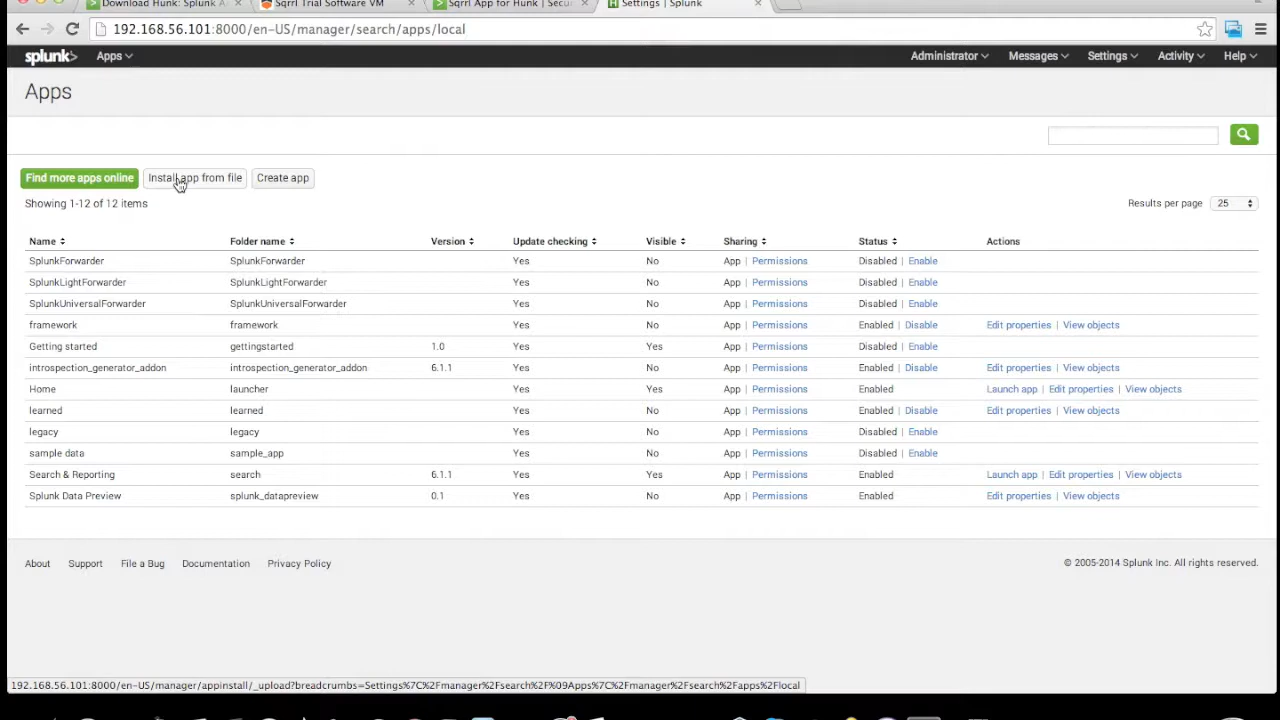 Download Hunk: Splunk A
Sqrrl Trial Software VM
Sqrrl App for Hunk | Secur
Settings | Splunk
192.168.56.101:8000/en-US/manager/search/apps/local
splunk> Apps Administrator Messages Settings Activity Help
Apps
Find more apps online Install app from file Create app
Showing 1-12 of 12 items Results per page 25
Name Folder name Version Update checking Visible Sharing Status Actions
SplunkForwarder SplunkForwarder Yes No App | Permissions Disabled | Enable
SplunkLightForwarder SplunkLightForwarder Yes No App | Permissions Disabled | Enable
SplunkUniversalForwarder SplunkUniversalForwarder Yes No App | Permissions Disabled | Enable
framework framework Yes No App | Permissions Enabled | Disable Edit properties | View objects
Getting started gettingstarted 1.0 Yes Yes App | Permissions Disabled | Enable
introspection_generator_addon introspection_generator_addon 6.1.1 Yes No App | Permissions Enabled | Disable Edit properties | View objects
Home launcher Yes Yes App | Permissions Enabled Launch app | Edit properties | View objects
learned learned Yes No App | Permissions Enabled | Disable Edit properties | View objects
legacy legacy Yes No App | Permissions Disabled | Enable
sample data sample_app Yes No App | Permissions Disabled | Enable
Search & Reporting search 6.1.1 Yes Yes App | Permissions Enabled Launch app | Edit properties | View objects
Splunk Data Preview splunk_datapreview 0.1 Yes No App | Permissions Enabled Edit properties | View objects
About Support File a Bug Documentation Privacy Policy © 2005-2014 Splunk Inc. All rights reserved.
192.168.56.101:8000/en-US/manager/appinstall/_upload?breadcrumbs=Settings%7C%2Fmanager%2Fsearch%2F%09Apps%7C%2Fmanager%2Fsearch%2Fapps%2Flocal